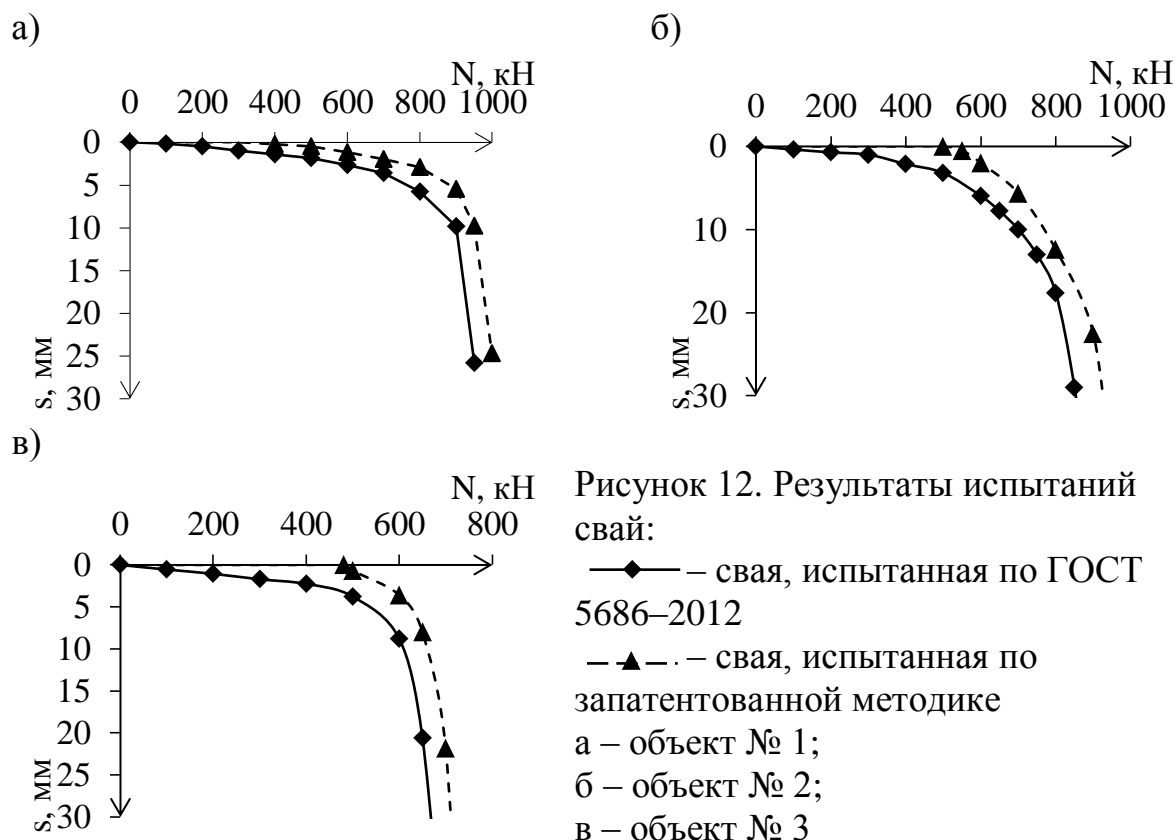 а)
N, кН
0 200 400 600 800 1000
0
5
10
15
20
25
30
s, мм
б)
N, кН
0 200 400 600 800 1000
0
10
20
30
s, мм
в)
N, кН
0 200 400 600 800
0
5
10
15
20
25
30
s, мм
Рисунок 12. Результаты испытаний
свай:
– свая, испытанная по ГОСТ
5686–2012
– свая, испытанная по
запатентованной методике
а – объект № 1;
б – объект № 2;
в – объект № 3